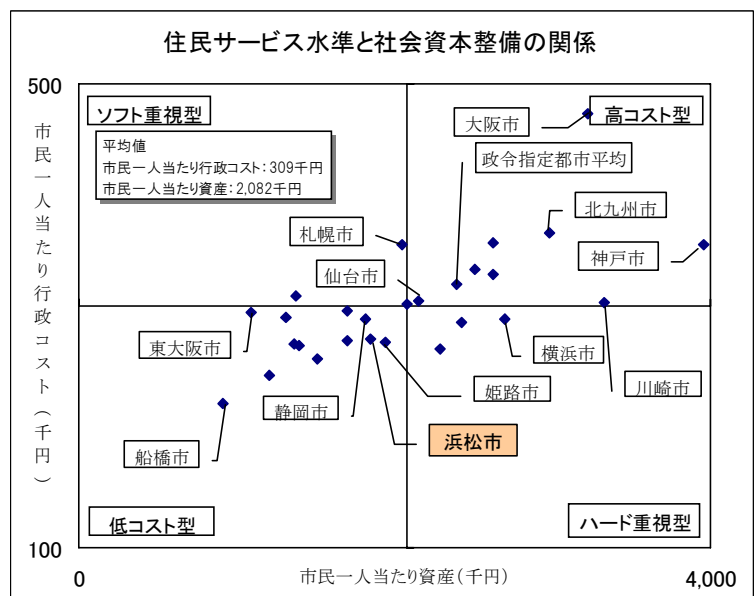 住民サービス水準と社会資本整備の関係
500
ソフト重視型
大阪市
高コスト型
平均値
市民一人当たり行政コスト:309千円
市民一人当たり資産:2,082千円
政令指定都市平均
北九州市
札幌市
神戸市
仙台市
市民一人当たり行政コスト(千円)
東大阪市
横浜市
川崎市
姫路市
静岡市
浜松市
船橋市
低コスト型
ハード重視型
100
0
市民一人当たり資産(千円)
4,000